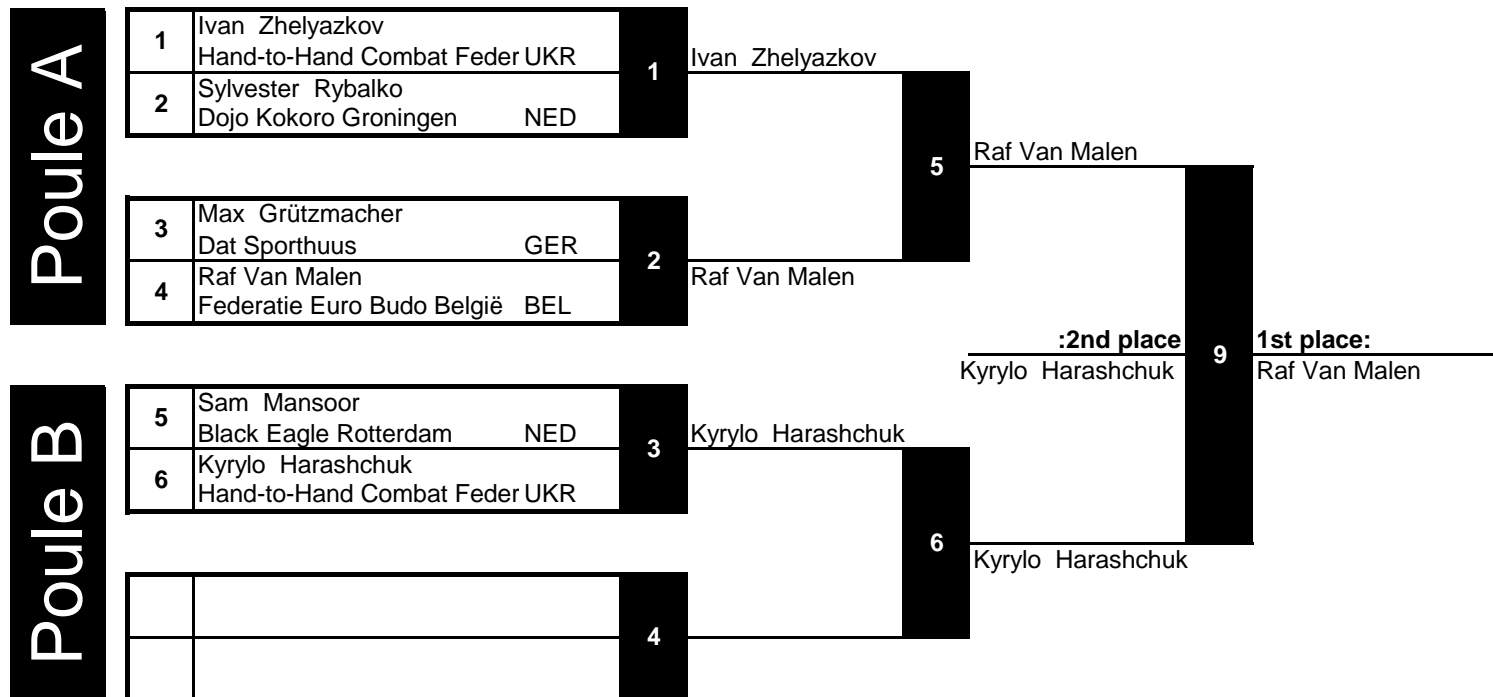 Poule A
1
Ivan  Zhelyazkov
Hand-to-Hand Combat Feder UKR
2
Sylvester  Rybalko
Dojo Kokoro Groningen NED
1
Ivan  Zhelyazkov
3
Max  Grützmacher
Dat Sporthuus GER
4
Raf Van Malen
Federatie Euro Budo België BEL
2
Raf Van Malen
5
Raf Van Malen
Poule B
5
Sam  Mansoor
Black Eagle Rotterdam NED
6
Kyrylo  Harashchuk
Hand-to-Hand Combat Feder UKR
3
Kyrylo  Harashchuk
4
6
Kyrylo  Harashchuk
:2nd place
Kyrylo  Harashchuk
9
1st place:
Raf Van Malen